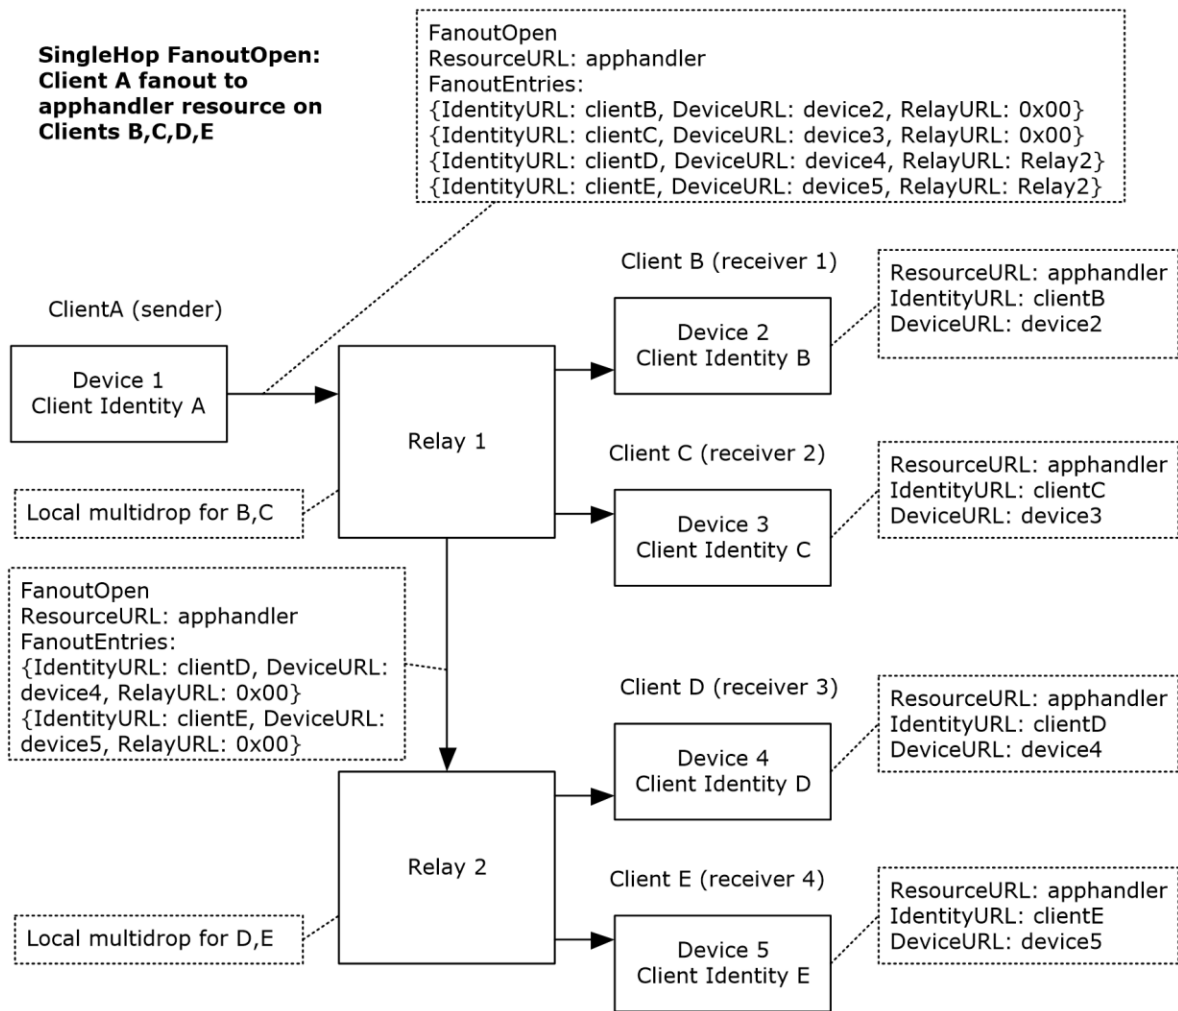 SingleHop FanoutOpen:
Client A fanout to
apphandler resource on
Clients B,C,D,E
FanoutOpen
ResourceURL: apphandler
FanoutEntries:
{IdentityURL: clientB, DeviceURL: device2, RelayURL: 0x00}
{IdentityURL: clientC, DeviceURL: device3, RelayURL: 0x00}
{IdentityURL: clientD, DeviceURL: device4, RelayURL: Relay2}
{IdentityURL: clientE, DeviceURL: device5, RelayURL: Relay2}
ClientA (sender)
Device 1
Client Identity A
Relay 1
Client B (receiver 1)
Device 2
Client Identity B
ResourceURL: apphandler
IdentityURL: clientB
DeviceURL: device2
Client C (receiver 2)
Device 3
Client Identity C
ResourceURL: apphandler
IdentityURL: clientC
DeviceURL: device3
Local multidrop for B,C
FanoutOpen
ResourceURL: apphandler
FanoutEntries:
{IdentityURL: clientD, DeviceURL:
device4, RelayURL: 0x00}
{IdentityURL: clientE, DeviceURL:
device5, RelayURL: 0x00}
Client D (receiver 3)
Device 4
Client Identity D
ResourceURL: apphandler
IdentityURL: clientD
DeviceURL: device4
Relay 2
Client E (receiver 4)
Device 5
Client Identity E
ResourceURL: apphandler
IdentityURL: clientE
DeviceURL: device5
Local multidrop for D,E